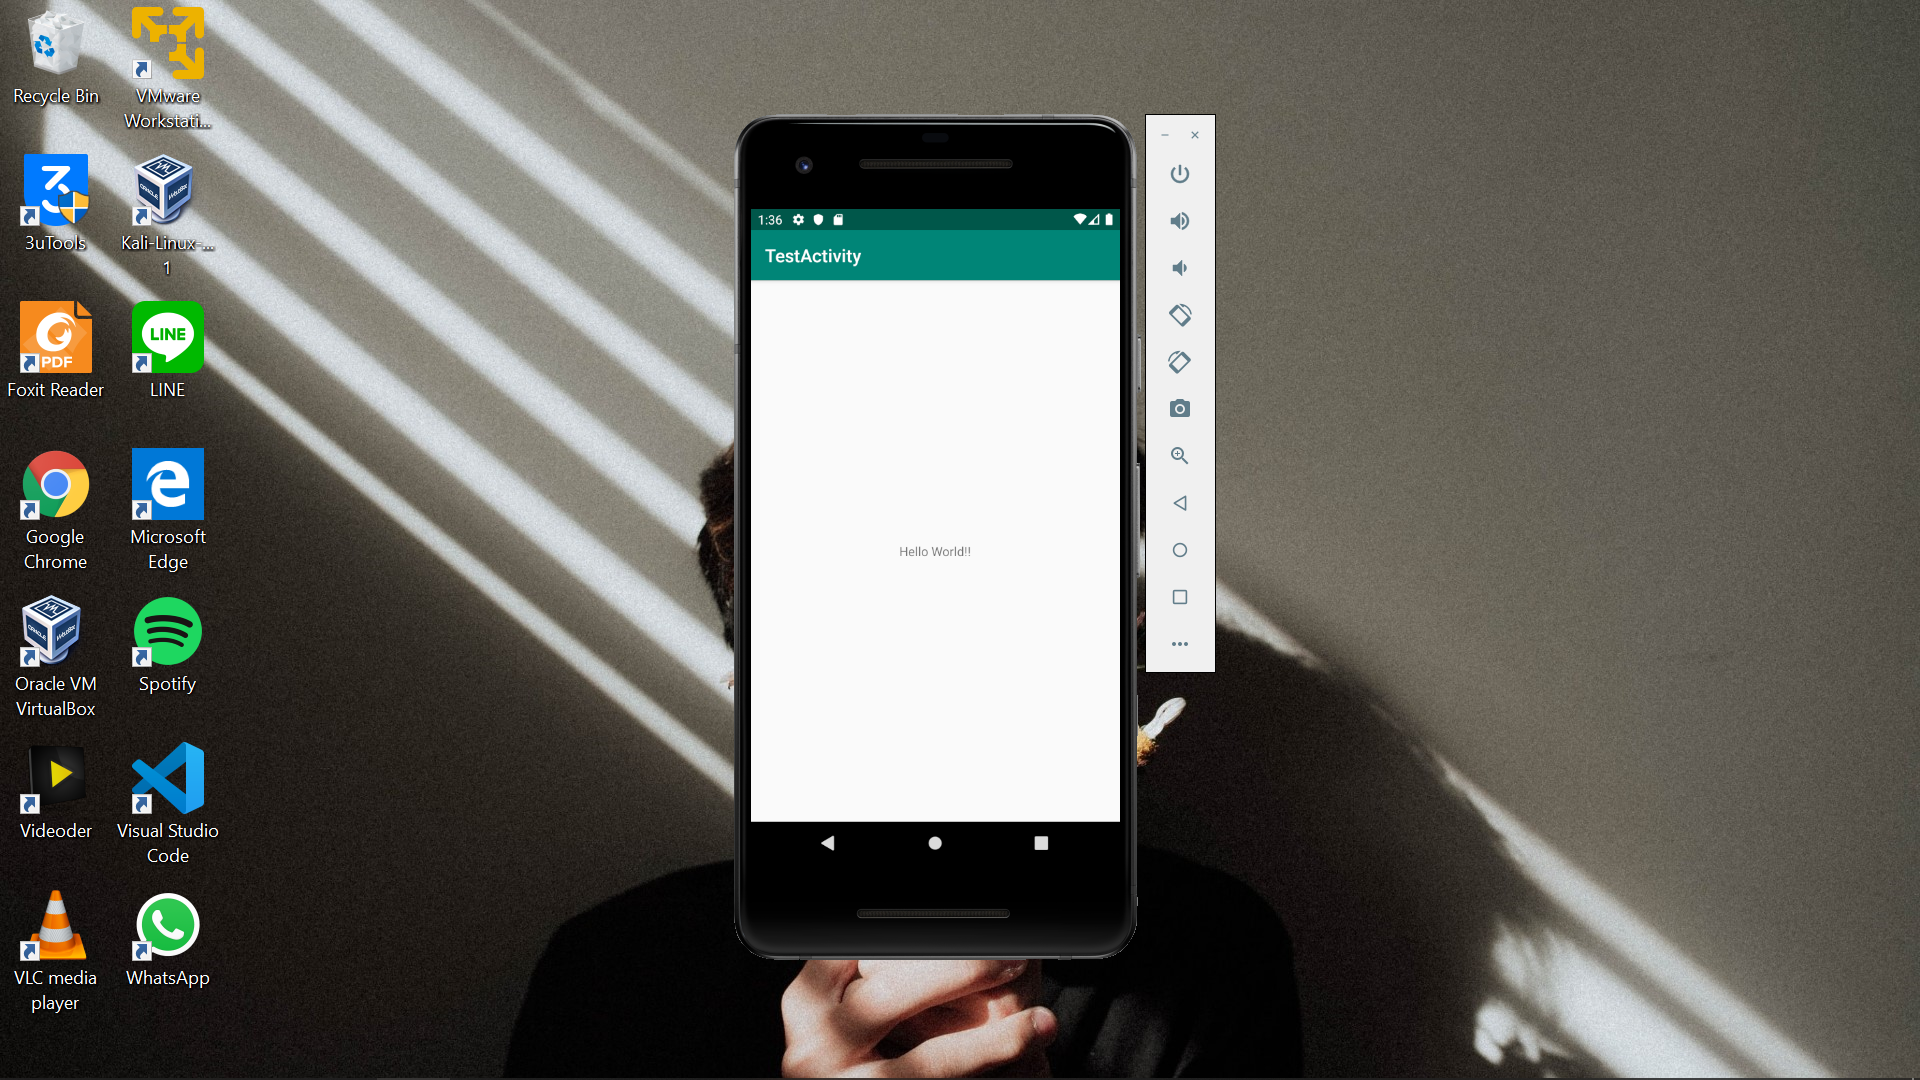 Recycle Bin
VMware
Workstati...
3uTools
Kali-Linux-...
1
PDF
Foxit Reader
LINE
LINE
Google
Chrome
Microsoft
Edge
Oracle VM
VirtualBox
Spotify
Videoder
Visual Studio
Code
VLC media
player
WhatsApp
1:36
TestActivity
Hello World!!